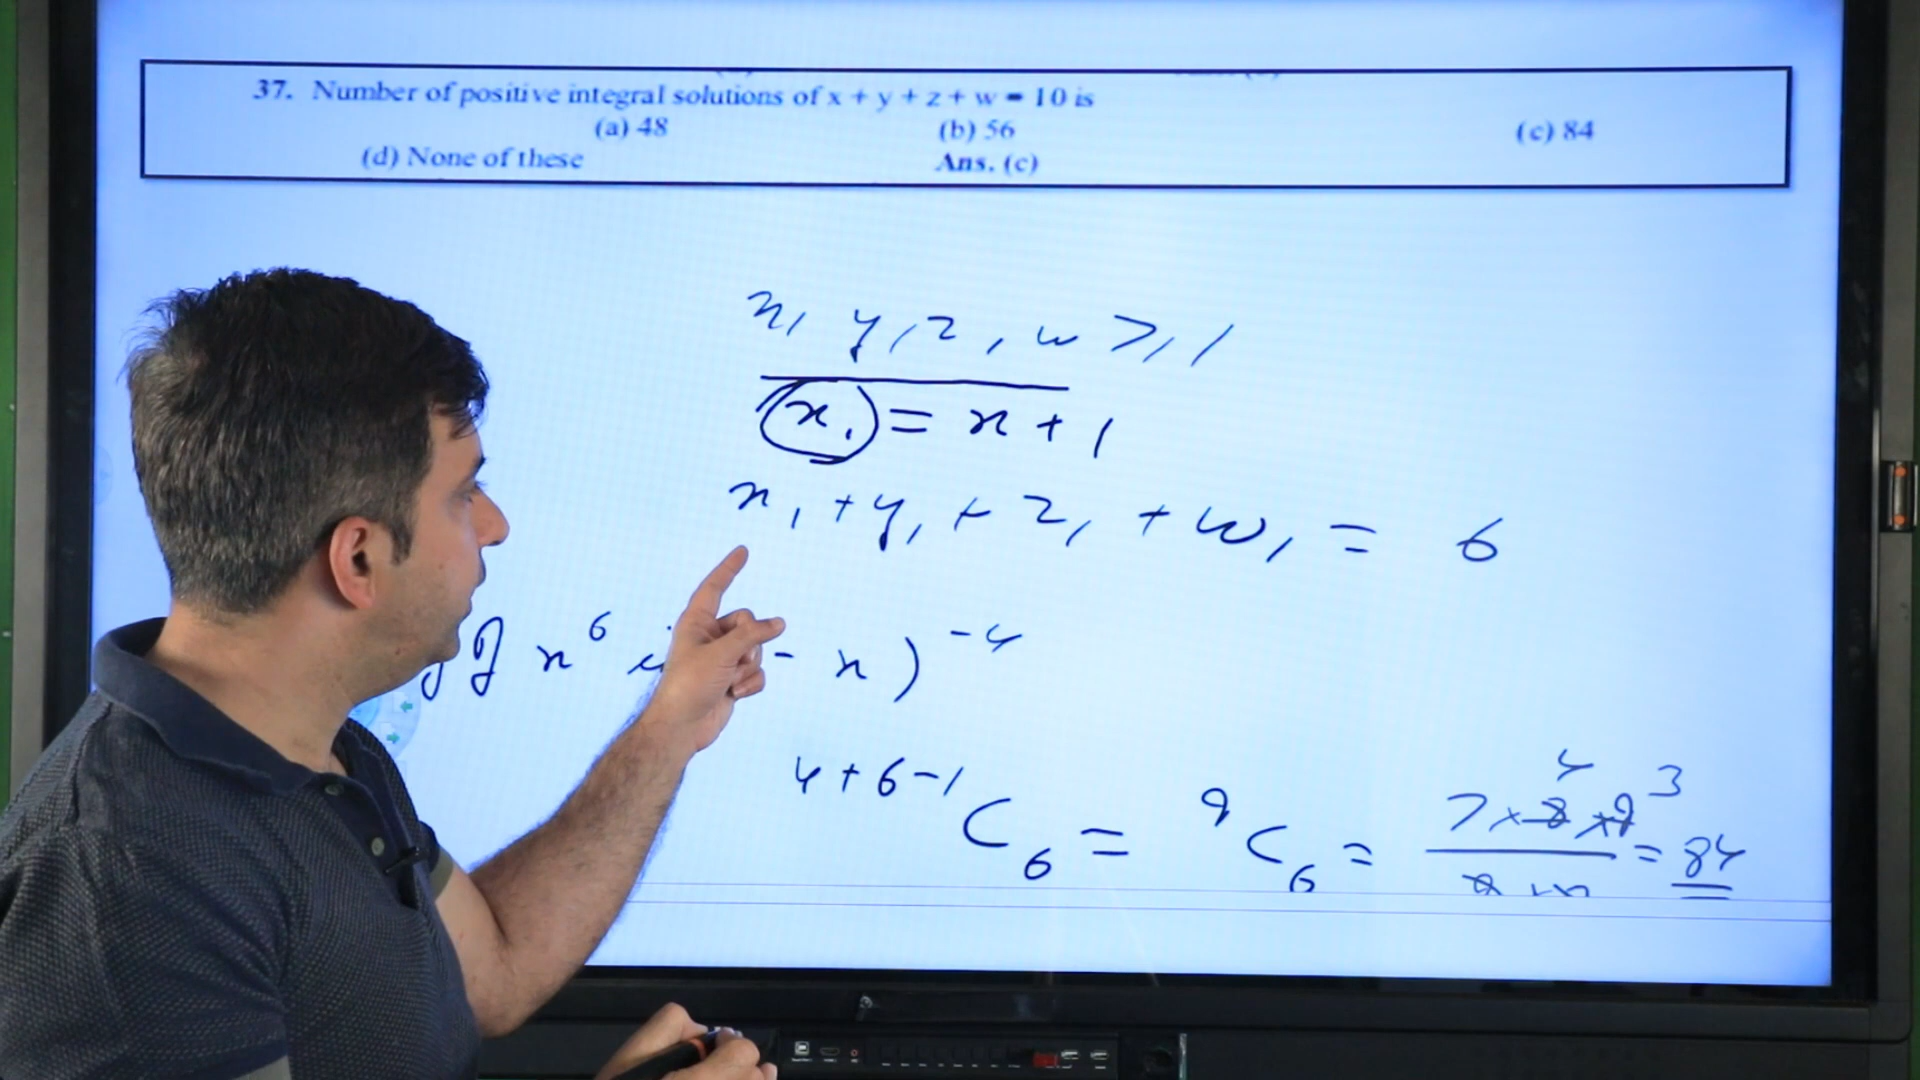 37. Number of positive integral solutions of x + y + z + w = 10 is
(a) 48 (b) 56 (c) 84
(d) None of these Ans. (c)
x, y, z, w ≥ 1
x₁ = x + 1
x₁ + y₁ + z₁ + w₁ = 6
x⁶ - x)⁻⁴
⁴⁺⁶⁻¹C₆ = ⁹C₆ = 7 × 8 × 9 4 3 = 84